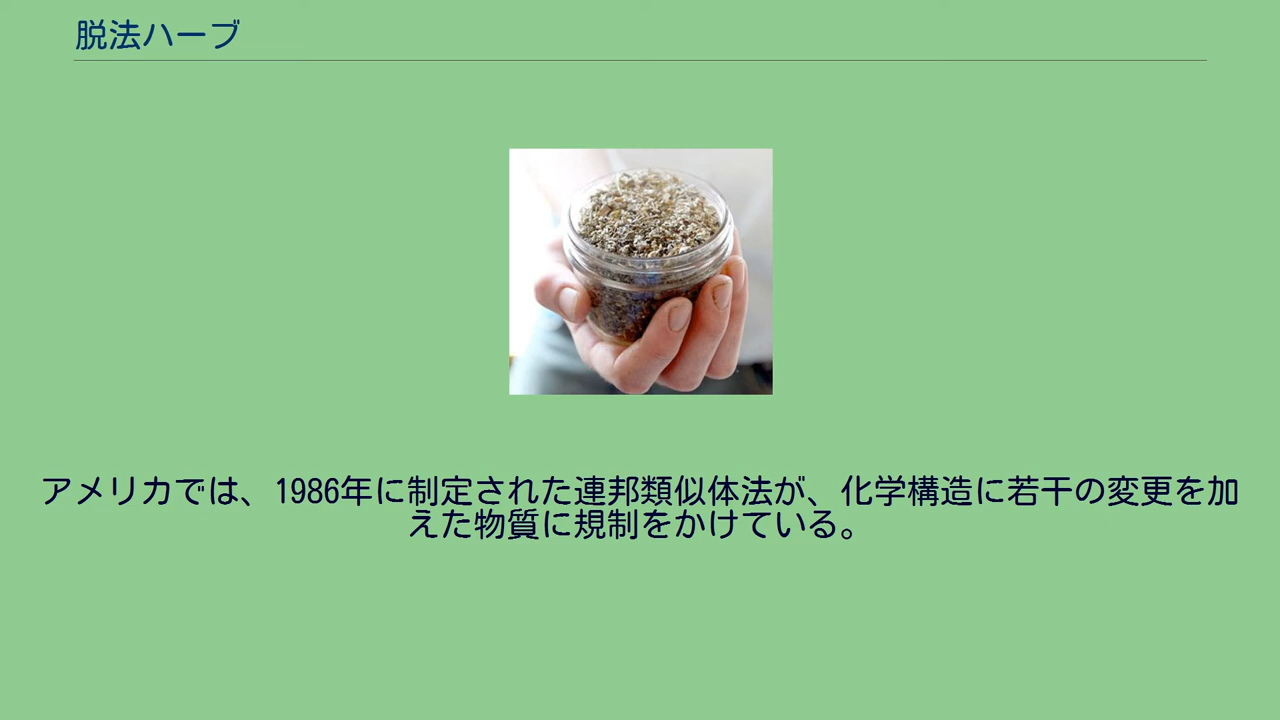 脱法ハーブ
アメリカでは、1986年に制定された連邦類似体法が、化学構造に若干の変更を加
えた物質に規制をかけている。